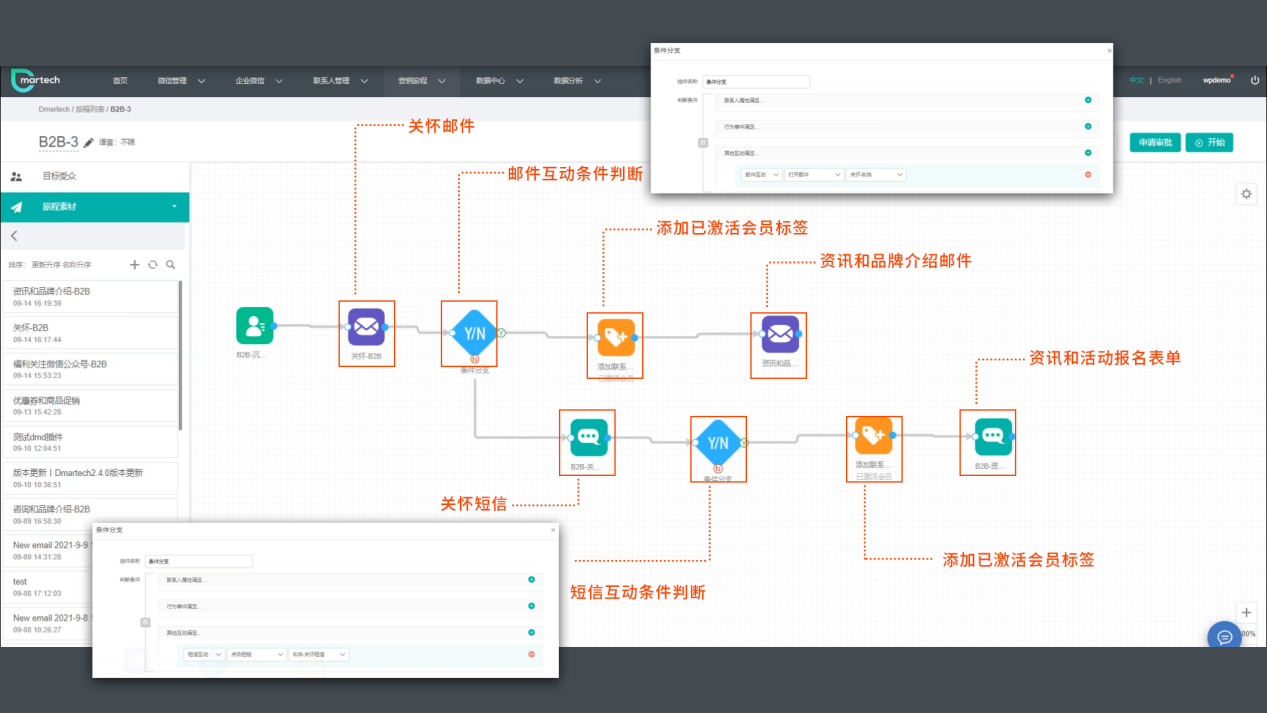 条件分支
控件名称 条件分支
判断条件 联系人属性满足...
行为事件满足...
且
其他互动满足...
邮件互动 打开邮件 关怀-B2B
martech 首页 微信管理 企业微信 联系人管理 营销旅程 数据中心 数据分析 中文 | English wpdemo
Dmartech / 旅程列表 / B2B-3
B2B-3 语言: 不限
申请审批 开始
目标受众
旅程素材
排序: 更新升序 名称升序
资讯和品牌介绍-B2B
09-14 16:19:39
关怀-B2B
09-14 16:17:44
福利关注微信公众号-B2B
09-14 15:53:23
优惠券和商品促销
09-13 15:42:28
测试dmd插件
09-10 12:04:51
版本更新丨Dmartech2.4.0版本更新
09-10 10:36:51
咨询和品牌介绍-B2B
09-09 16:58:30
New email 2021-9-9 1
09-09 14:31:28
test
09-08 17:12:03
New email 2021-9-8 1
09-08 10:26:27
关怀邮件
邮件互动条件判断
添加已激活会员标签
资讯和品牌介绍邮件
B2B-沉...
关怀-B2B
Y/N
Y
N
条件分支
添加联系...
已激活会员
资讯和品...
资讯和活动报名表单
B2B-关...
Y/N
Y
N
条件分支
添加联系...
已激活会员
B2B-资...
关怀短信
短信互动条件判断
添加已激活会员标签
条件分支
控件名称 条件分支
判断条件 联系人属性满足...
行为事件满足...
且
其他互动满足...
短信互动 点击短链 B2B-关怀短信
00%